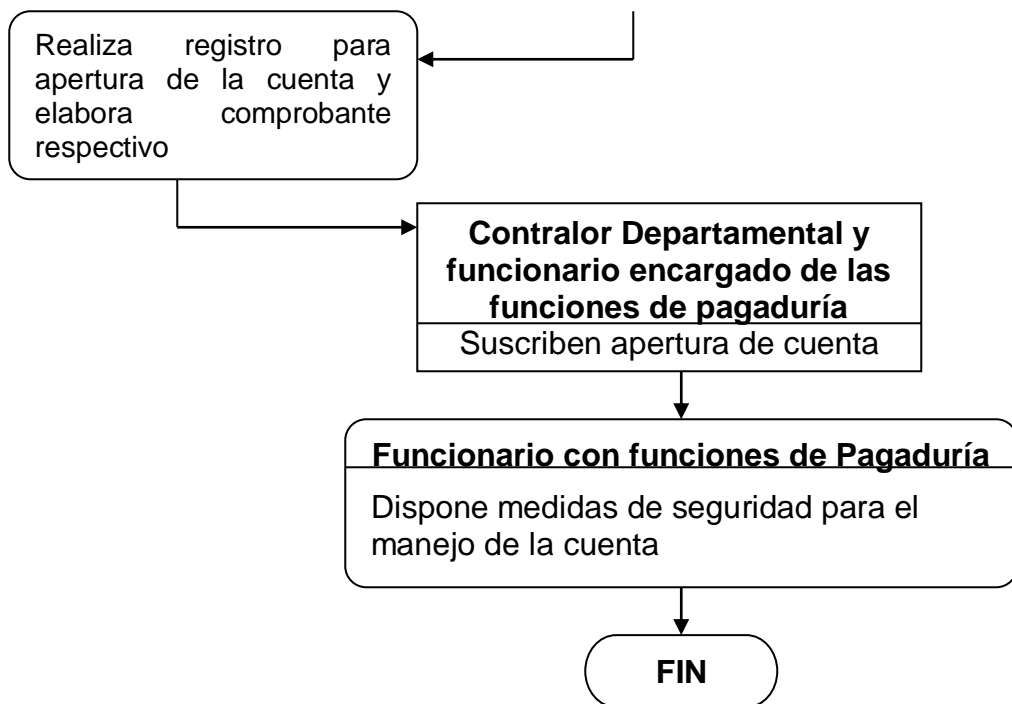 Realiza registro para
apertura de la cuenta y
elabora comprobante
respectivo
Contralor Departamental y
funcionario encargado de las
funciones de pagaduría
Suscriben apertura de cuenta
Funcionario con funciones de Pagaduría
Dispone medidas de seguridad para el
manejo de la cuenta
FIN